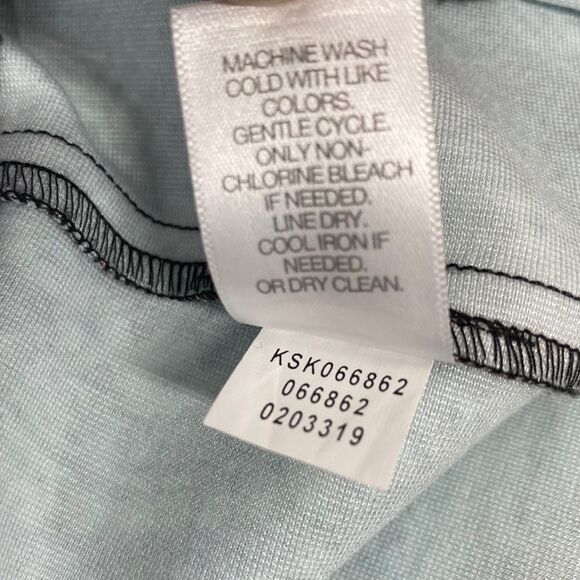 MACHINE WASH
COLD WITH LIKE
COLORS.
GENTLE CYCLE.
ONLY NON-
CHLORINE BLEACH
IF NEEDED.
LINE DRY.
COOL IRON IF
NEEDED.
OR DRY CLEAN.
KSK066862
066862
0203319